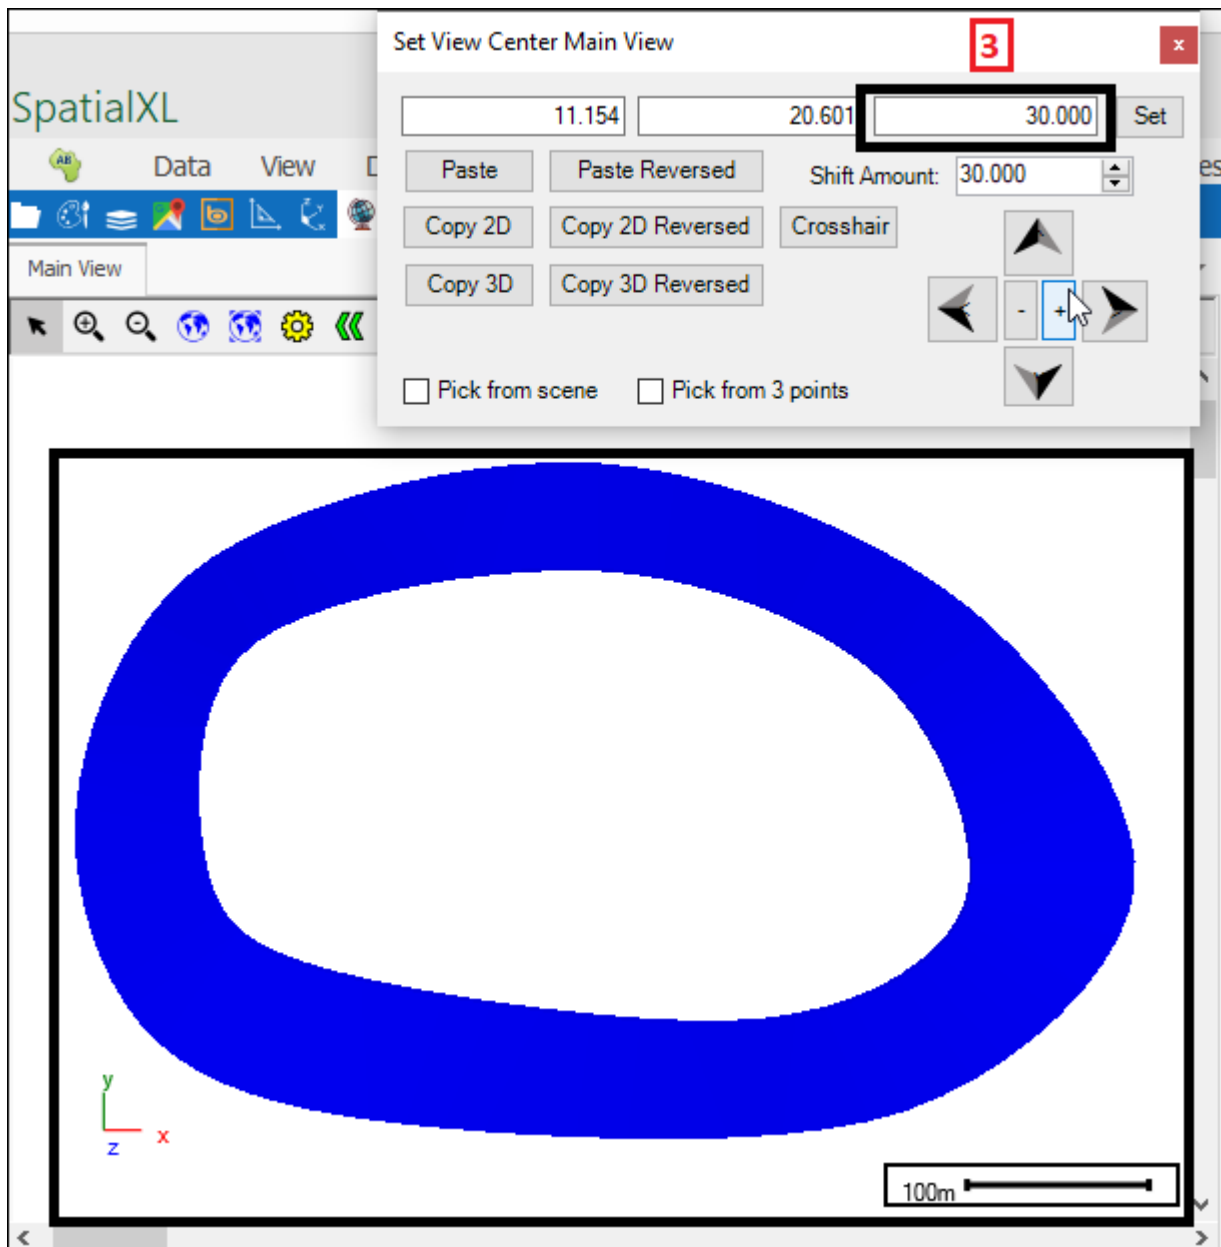 Set View Center Main View
3
x
SpatialXL
11.154 20.601 30.000 Set
AB Data View
Paste Paste Reversed Shift Amount: 30.000
Copy 2D Copy 2D Reversed Crosshair
Main View
Copy 3D Copy 3D Reversed
- +
Pick from scene Pick from 3 points
y
x
z
100m